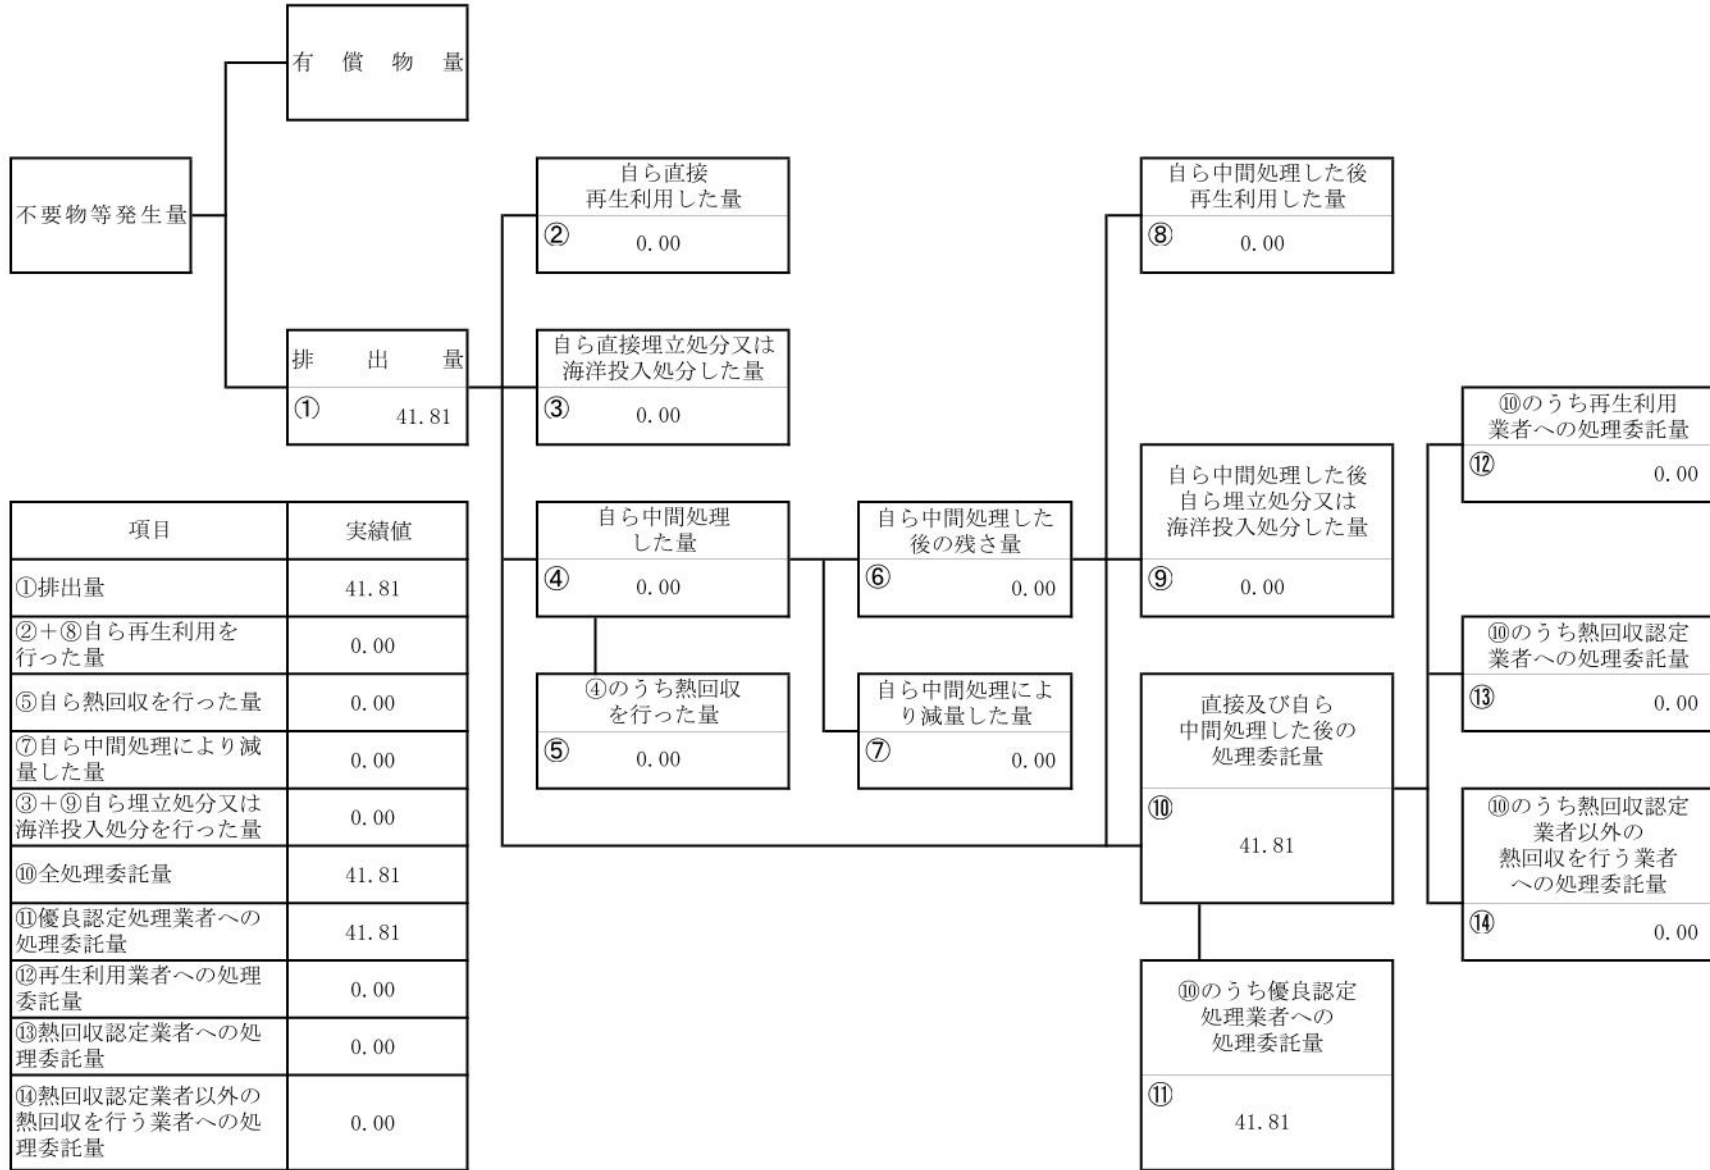 有償物量
不要物等発生量
排出量
① 41.81
自ら直接
再生利用した量
② 0.00
自ら直接埋立処分又は
海洋投入処分した量
③ 0.00
自ら中間処理
した量
④ 0.00
④のうち熱回収
を行った量
⑤ 0.00
自ら中間処理した
後の残さ量
⑥ 0.00
自ら中間処理によ
り減量した量
⑦ 0.00
自ら中間処理した後
再生利用した量
⑧ 0.00
自ら中間処理した後
自ら埋立処分又は
海洋投入処分した量
⑨ 0.00
直接及び自ら
中間処理した後の
処理委託量
⑩
41.81
⑩のうち優良認定
処理業者への
処理委託量
⑪
41.81
⑩のうち再生利用
業者への処理委託量
⑫ 0.00
⑩のうち熱回収認定
業者への処理委託量
⑬ 0.00
⑩のうち熱回収認定
業者以外の
熱回収を行う業者
への処理委託量
⑭ 0.00
項目 実績値
①排出量 41.81
②+⑧自ら再生利用を
行った量 0.00
⑤自ら熱回収を行った量 0.00
⑦自ら中間処理により減
量した量 0.00
③+⑨自ら埋立処分又は
海洋投入処分を行った量 0.00
⑩全処理委託量 41.81
⑪優良認定処理業者への
処理委託量 41.81
⑫再生利用業者への処理
委託量 0.00
⑬熱回収認定業者への処
理委託量 0.00
⑭熱回収認定業者以外の
熱回収を行う業者への処
理委託量 0.00